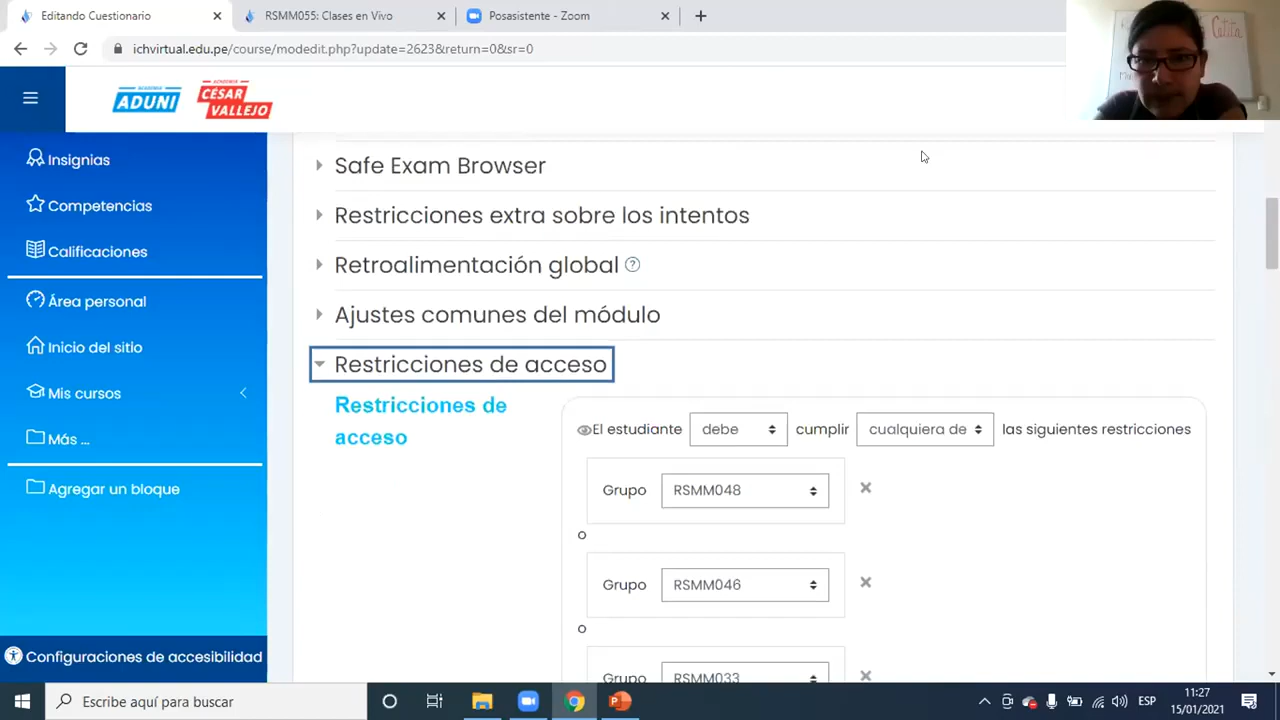 Editando Cuestionario
RSMM055: Clases en Vivo
Posasistente - Zoom
ichvirtual.edu.pe/course/modedit.php?update=2623&return=0&sr=0
ACADEMIA
ADUNI
ACADEMIA
CÉSAR
VALLEJO
Catita
Insignias
Competencias
Calificaciones
Área personal
Inicio del sitio
Mis cursos
Más ...
Agregar un bloque
Configuraciones de accesibilidad
Safe Exam Browser
Restricciones extra sobre los intentos
Retroalimentación global
Ajustes comunes del módulo
Restricciones de acceso
Restricciones de
acceso
El estudiante debe cumplir cualquiera de las siguientes restricciones
Grupo RSMM048
o
Grupo RSMM046
o
Grupo RSMM033
Escribe aquí para buscar
ESP
11:27
15/01/2021